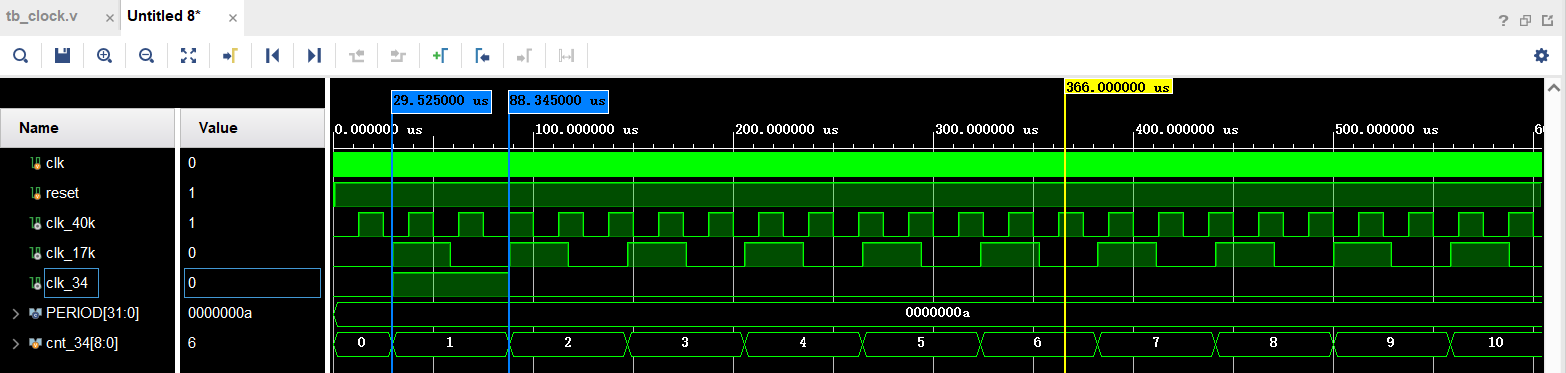 tb_clock.v × Untitled 8* ×
?
29.525000 us 88.345000 us 366.000000 us
Name Value
0.000000 us 100.000000 us 200.000000 us 300.000000 us 400.000000 us 500.000000 us 60
clk 0
reset 1
clk_40k 1
clk_17k 0
clk_34 0
PERIOD[31:0] 0000000a 0000000a
cnt_34[8:0] 6 0 1 2 3 4 5 6 7 8 9 10